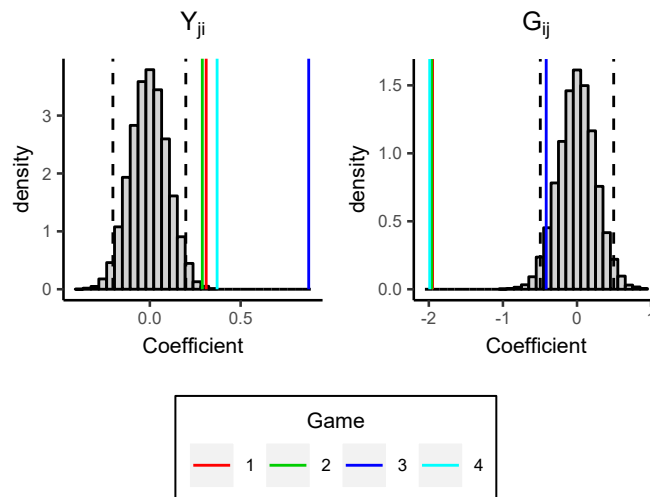 Y_ji
G_ij
density
3
2
1
0
0.0 0.5
Coefficient
density
1.5
1.0
0.5
0.0
-2 -1 0 1
Coefficient
Game
1 2 3 4